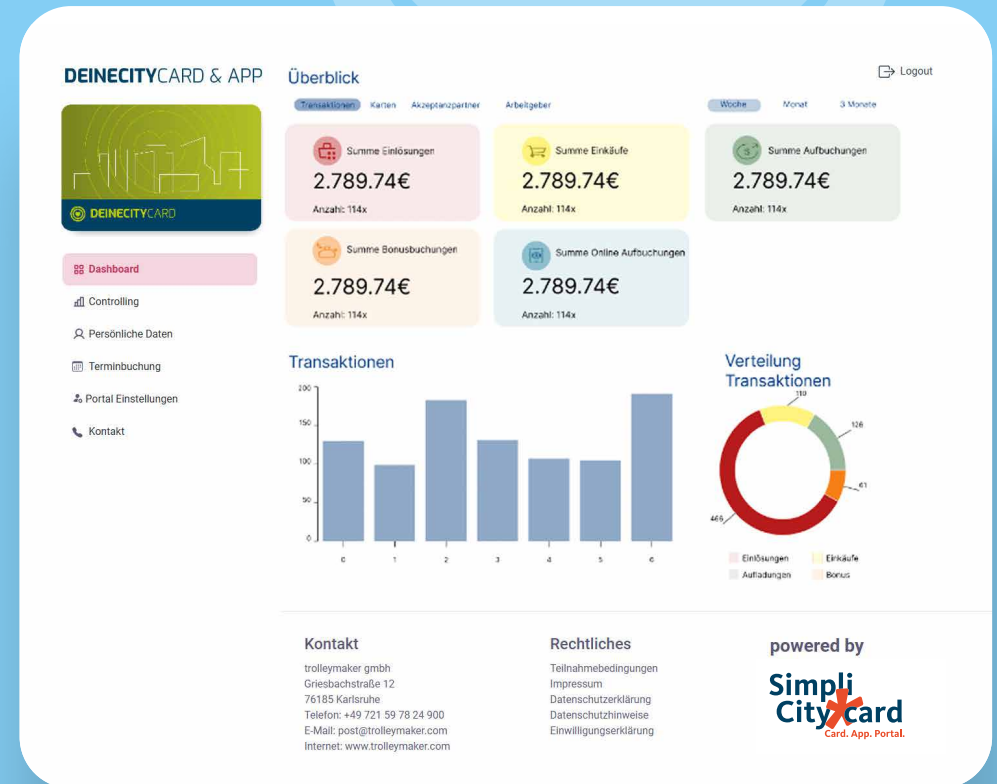 DEINECITYCARD & APP
DEINECITYCARD
Dashboard
Controlling
Persönliche Daten
Terminbuchung
Portal Einstellungen
Kontakt
Überblick
Logout
Transaktionen Karten Akzeptanzpartner Arbeitgeber
Woche Monat 3 Monate
Summe Einlösungen
2.789.74€
Anzahl: 114x
Summe Einkäufe
2.789.74€
Anzahl: 114x
Summe Aufbuchungen
2.789.74€
Anzahl: 114x
Summe Bonusbuchungen
2.789.74€
Anzahl: 114x
Summe Online Aufbuchungen
2.789.74€
Anzahl: 114x
Transaktionen
200
150
100
50
0
0 1 2 3 4 5 6
Verteilung
Transaktionen
126
61
466
Einlösungen Einkäufe
Aufladungen Bonus
Kontakt
trolleymaker gmbh
Griesbachstraße 12
76185 Karlsruhe
Telefon: +49 721 59 78 24 900
E-Mail: post@trolleymaker.com
Internet: www.trolleymaker.com
Rechtliches
Teilnahmebedingungen
Impressum
Datenschutzerklärung
Datenschutzhinweise
Einwilligungserklärung
powered by
Simpli
City card
Card. App. Portal.